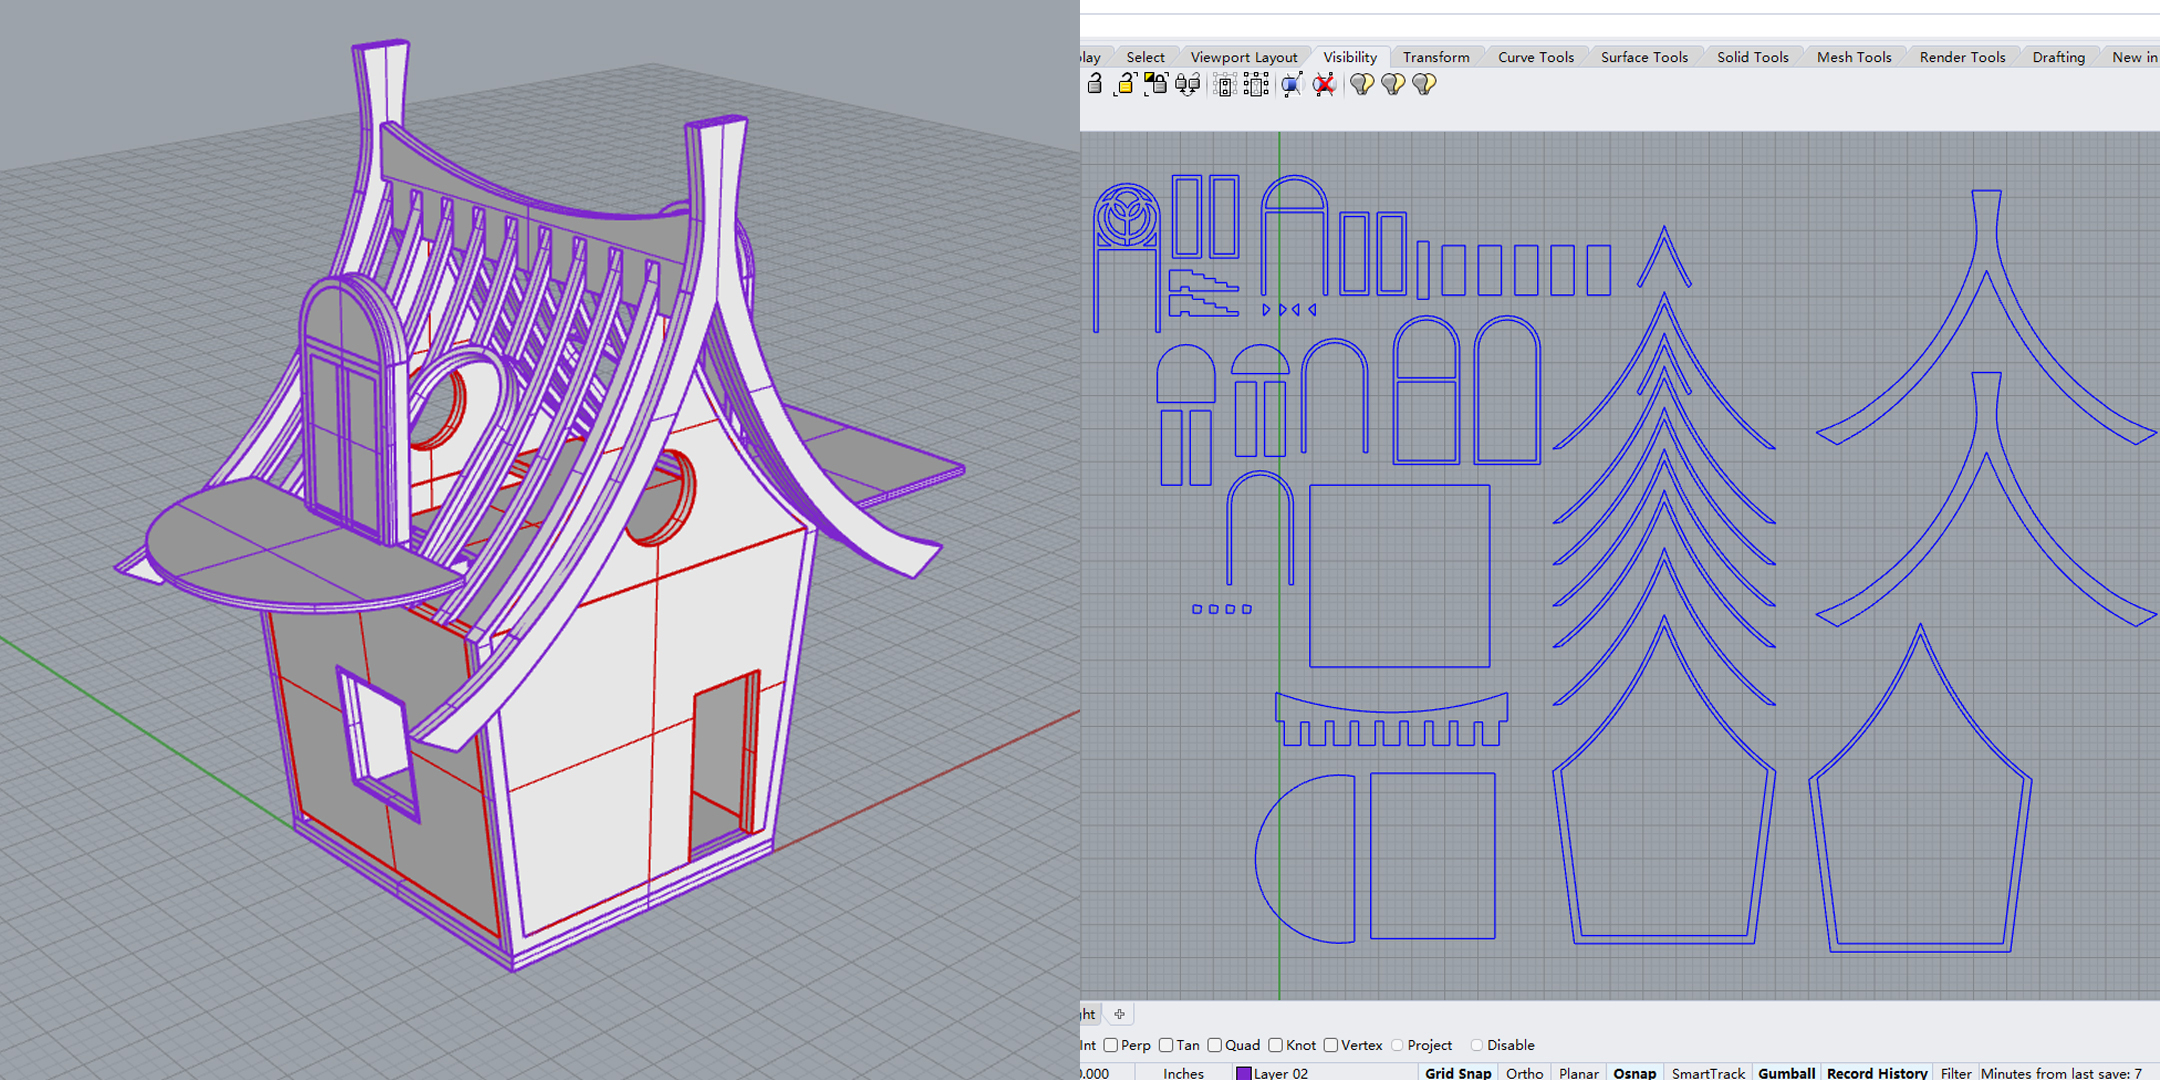 lay Select Viewport Layout Visibility Transform Curve Tools Surface Tools Solid Tools Mesh Tools Render Tools Drafting New in
ht
Int Perp Tan Quad Knot Vertex Project Disable
0.000 Inches Layer 02 Grid Snap Ortho Planar Osnap SmartTrack Gumball Record History Filter Minutes from last save: 7